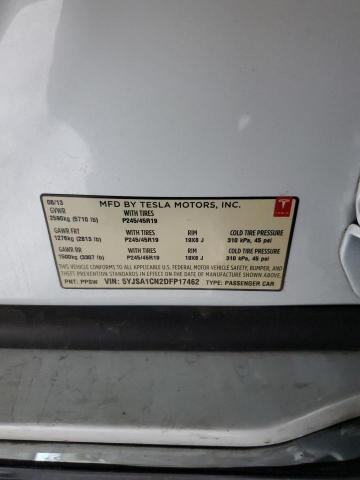 08/13 MFD BY TESLA MOTORS, INC.
GVWR WITH TIRES
2590kg (5710 lb) P245/45R19
GAWR FRT WITH TIRES RIM COLD TIRE PRESSURE
1276kg (2813 lb) P245/45R19 19X8 J 310 kPa, 45 psi
GAWR RR WITH TIRES RIM COLD TIRE PRESSURE
1500kg (3307 lb) P245/45R19 19X8 J 310 kPa, 45 psi
THIS VEHICLE CONFORMS TO ALL APPLICABLE U.S. FEDERAL MOTOR VEHICLE SAFETY, BUMPER, AND
THEFT PREVENTION STANDARDS IN EFFECT ON THE DATE OF MANUFACTURE SHOWN ABOVE.
PNT: PPSW VIN: 5YJSA1CN2DFP17462 TYPE: PASSENGER CAR